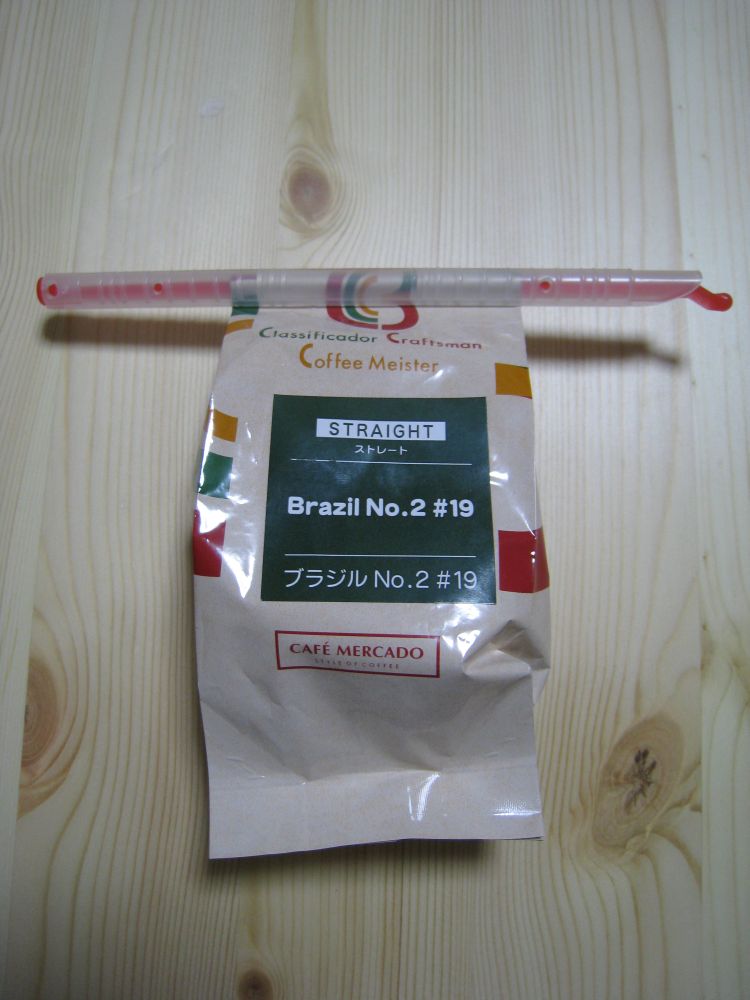 Classificador Craftsman
Coffee Meister
STRAIGHT
ストレート
Brazil No.2 #19
ブラジル No.2 #19
CAFÉ MERCADO
STYLE OF COFFEE